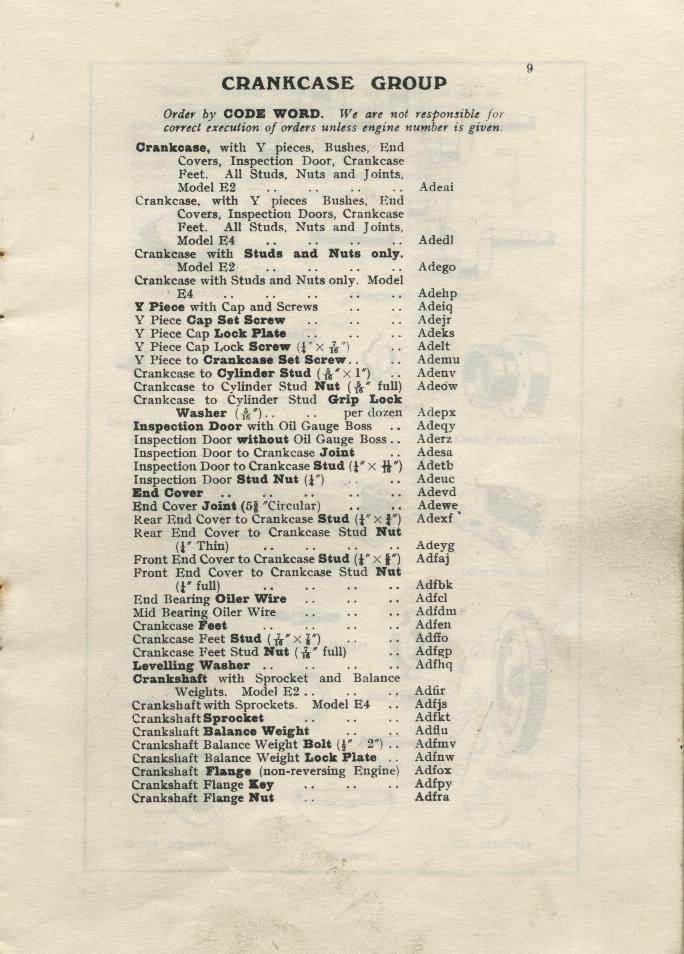 9
CRANKCASE GROUP
Order by CODE WORD. We are not responsible for
correct execution of orders unless engine number is given.
Crankcase, with Y pieces, Bushes, End
Covers, Inspection Door, Crankcase
Feet. All Studs, Nuts and Joints,
Model E2 .. .. .. .. Adeai
Crankcase, with Y pieces Bushes, End
Covers, Inspection Doors, Crankcase
Feet. All Studs, Nuts and Joints,
Model E4 .. .. .. .. Adedl
Crankcase with Studs and Nuts only.
Model E2 .. .. .. .. Adego
Crankcase with Studs and Nuts only. Model
E4 .. .. .. .. .. Adehp
Y Piece with Cap and Screws .. .. Adeiq
Y Piece Cap Set Screw .. .. .. Adejr
Y Piece Cap Lock Plate .. .. .. Adeks
Y Piece Cap Lock Screw (¼″ × 7/16″) .. Adelt
Y Piece to Crankcase Set Screw .. .. Ademu
Crankcase to Cylinder Stud (5/16″ × 1″) .. Adenv
Crankcase to Cylinder Stud Nut (5/16″ full) Adeow
Crankcase to Cylinder Stud Grip Lock
Washer (5/16″) .. .. per dozen Adepx
Inspection Door with Oil Gauge Boss .. Adeqy
Inspection Door without Oil Gauge Boss .. Aderz
Inspection Door to Crankcase Joint .. Adesa
Inspection Door to Crankcase Stud (¼″ × 11/16″) Adetb
Inspection Door Stud Nut (¼″) .. .. Adeuc
End Cover .. .. .. .. .. Adevd
End Cover Joint (5⅝ ″Circular) .. .. Adewe
Rear End Cover to Crankcase Stud (¼″ × ¾″) Adexf
Rear End Cover to Crankcase Stud Nut
(¼″ Thin) .. .. .. .. Adeyg
Front End Cover to Crankcase Stud (¼″ × ⅝″) Adfaj
Front End Cover to Crankcase Stud Nut
(¼″ full) .. .. .. .. Adfbk
End Bearing Oiler Wire .. .. .. Adfcl
Mid Bearing Oiler Wire .. .. .. Adfdm
Crankcase Feet .. .. .. .. Adfen
Crankcase Feet Stud (7/16″ × ⅞″) .. .. Adffo
Crankcase Feet Stud Nut (7/16″ full) .. Adfgp
Levelling Washer .. .. .. .. Adfhq
Crankshaft with Sprocket and Balance
Weights. Model E2 .. .. .. Adfir
Crankshaft with Sprockets. Model E4 .. Adfjs
Crankshaft Sprocket .. .. .. Adfkt
Crankshaft Balance Weight .. .. Adflu
Crankshaft Balance Weight Bolt (½″ 2″) .. Adfmv
Crankshaft Balance Weight Lock Plate .. Adfnw
Crankshaft Flange (non-reversing Engine) Adfox
Crankshaft Flange Key .. .. .. Adfpy
Crankshaft Flange Nut .. Adfra